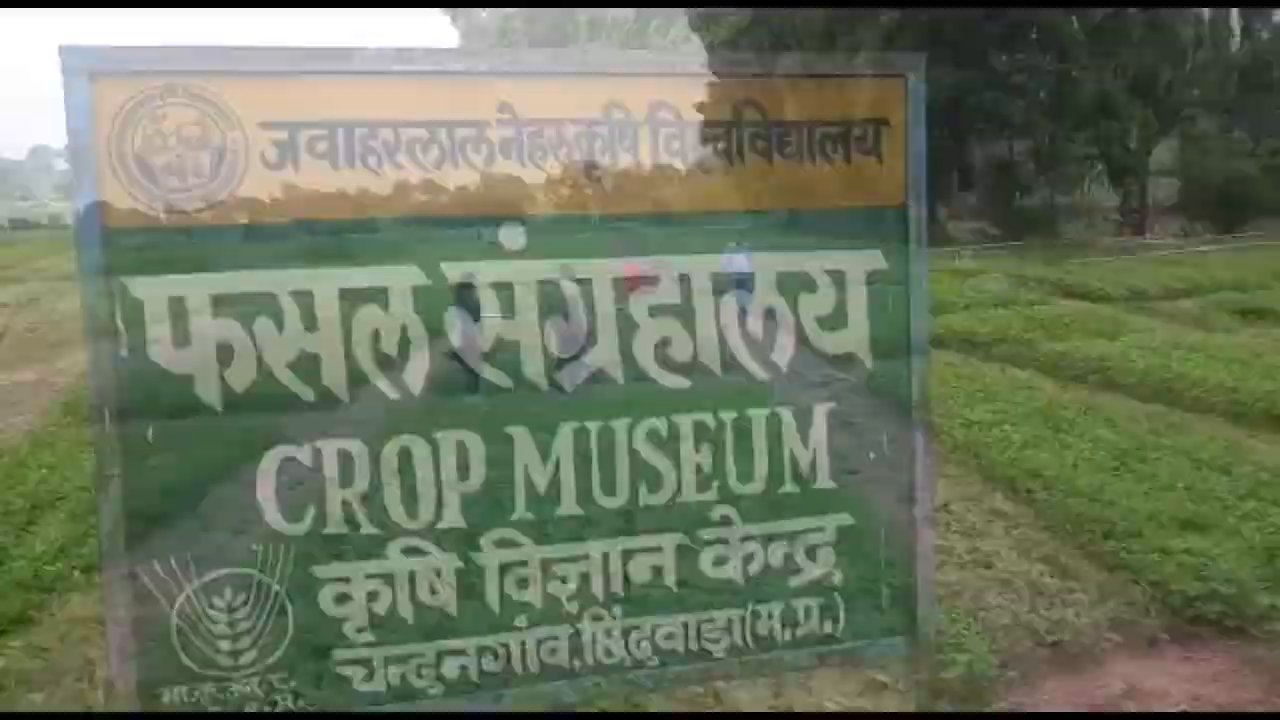 जवाहरलाल नेहरू कृषि विश्वविद्यालय
फसल संग्रहालय
CROP MUSEUM
कृषि विज्ञान केन्द्र
चन्दनगांव, छिंदवाड़ा (म.प्र.)